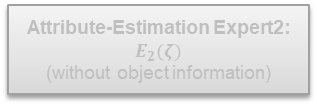 Attribute-Estimation Expert2:
E₂(ζ)
(without object information)